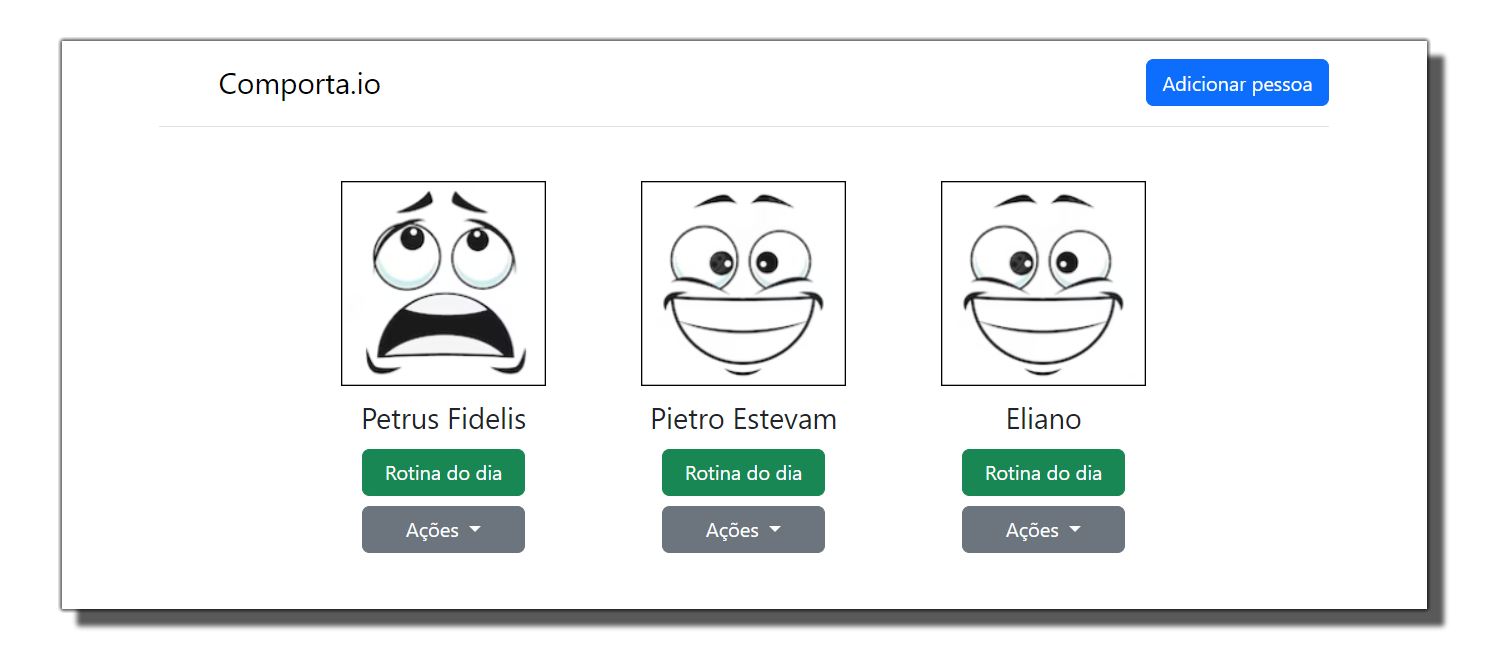 Comporta.io
Adicionar pessoa
Petrus Fidelis
Pietro Estevam
Eliano
Rotina do dia
Rotina do dia
Rotina do dia
Ações
Ações
Ações